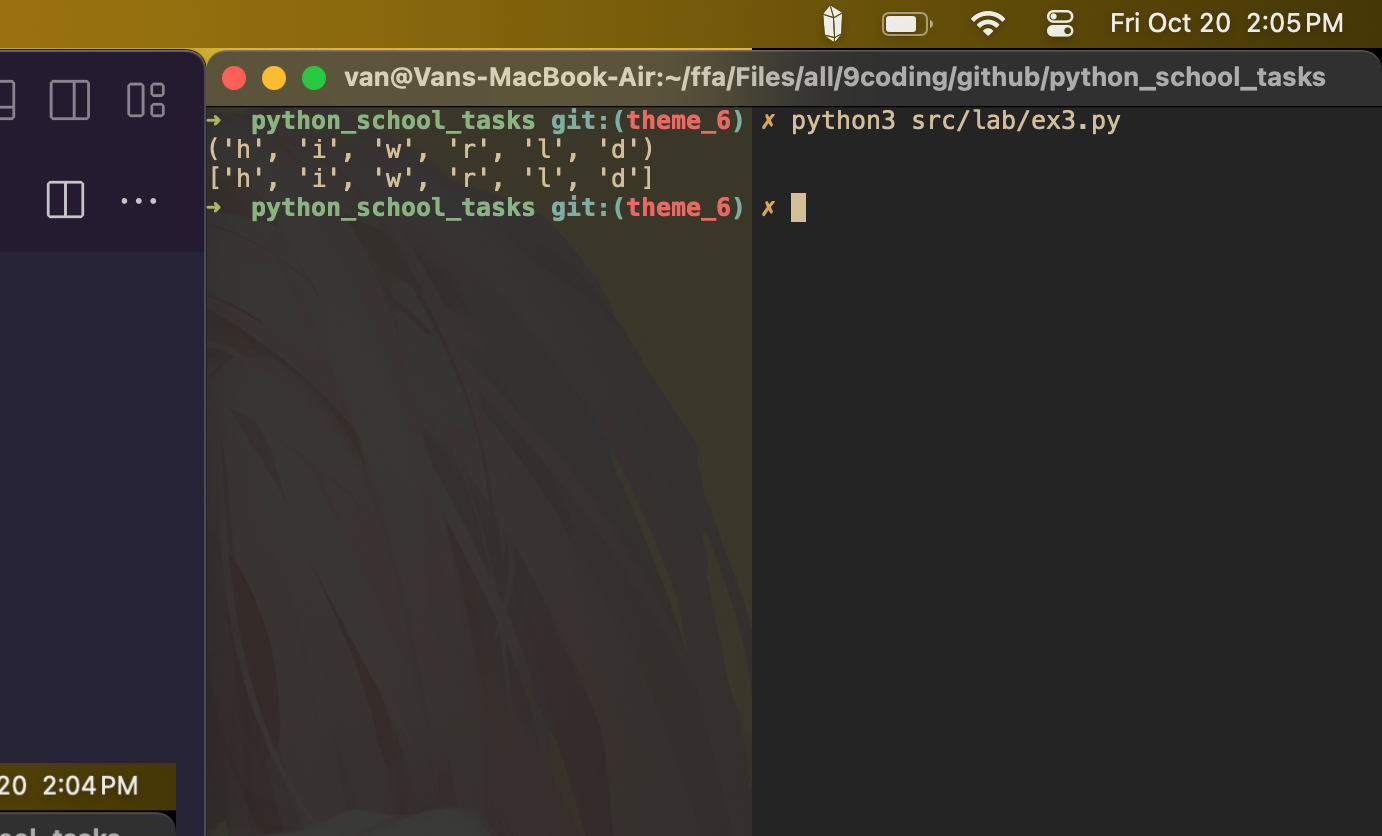 Fri Oct 20 2:05 PM
van@Vans-MacBook-Air:~/ffa/Files/all/9coding/github/python_school_tasks
➜ python_school_tasks git:(theme_6) ✗ python3 src/lab/ex3.py
('h', 'i', 'w', 'r', 'l', 'd')
['h', 'i', 'w', 'r', 'l', 'd']
➜ python_school_tasks git:(theme_6) ✗
20 2:04 PM